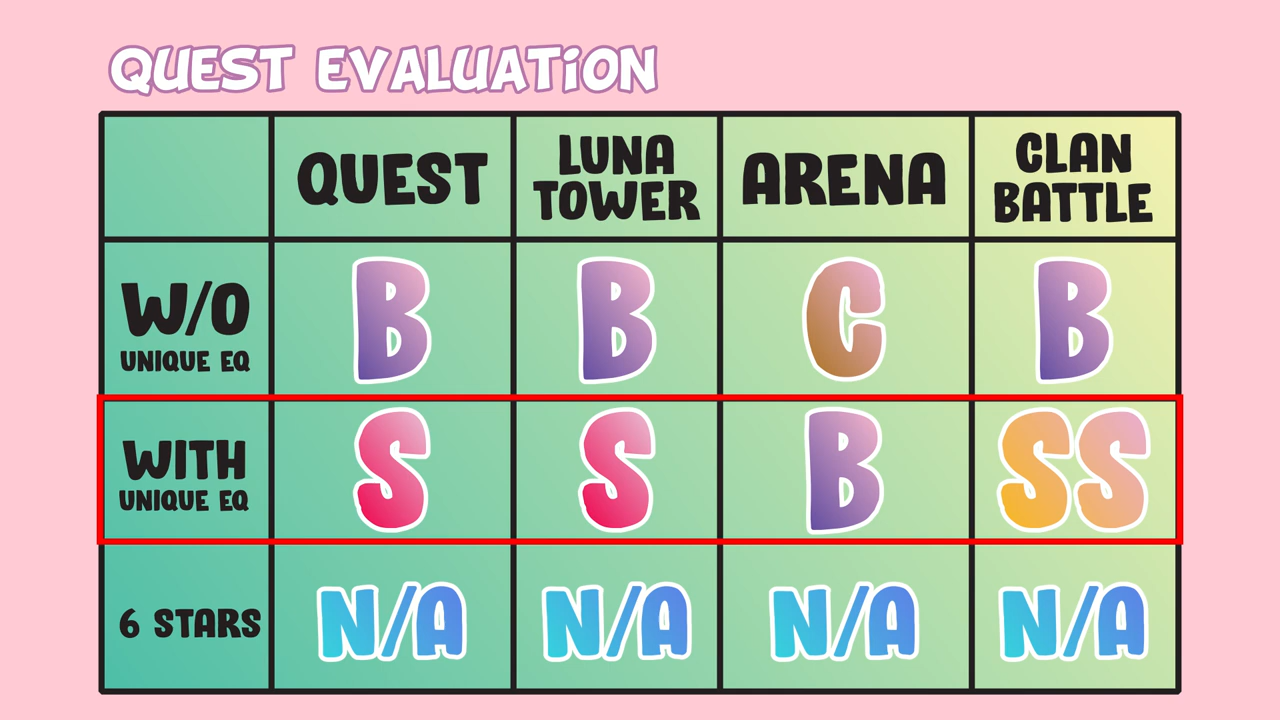 QUEST EVALUATiON
QUEST
LUNA
TOWER
ARENA
CLAN
BATTLE
W/O
UNIQUE EQ
B
B
C
B
WITH
UNIQUE EQ
S
S
B
SS
6 STARS
N/A
N/A
N/A
N/A